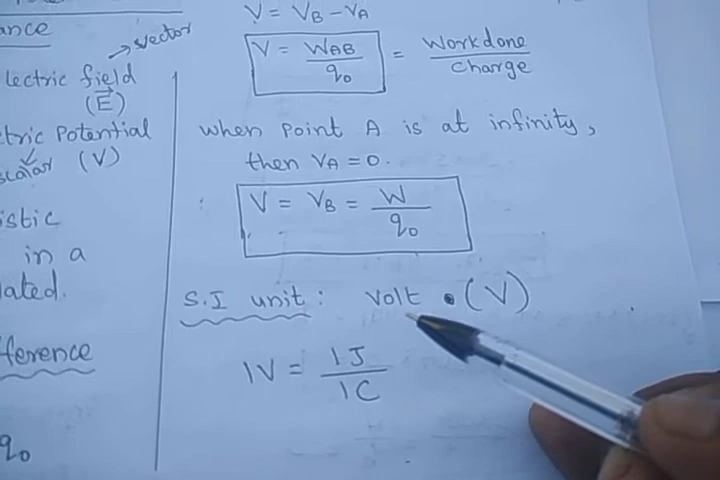 ance
vector
lectric field
(E)
ctric Potential
scalar (V)
istic
in a
lated.
ference
q₀
V = VB - VA
V = WAB / q₀ = Workdone / Charge
when point A is at infinity,
then VA = 0.
V = VB = W / q₀
S.I unit : Volt (V)
1V = 1J / 1C